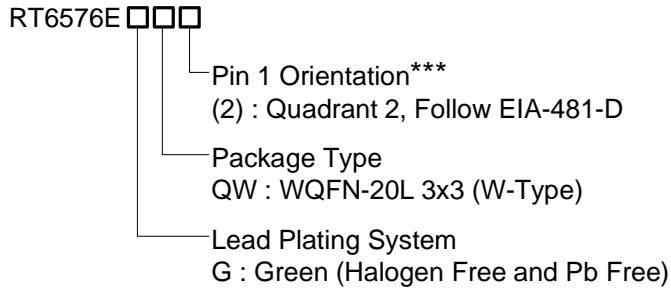 RT6576E□□□
Pin 1 Orientation***
(2) : Quadrant 2, Follow EIA-481-D
Package Type
QW : WQFN-20L 3x3 (W-Type)
Lead Plating System
G : Green (Halogen Free and Pb Free)